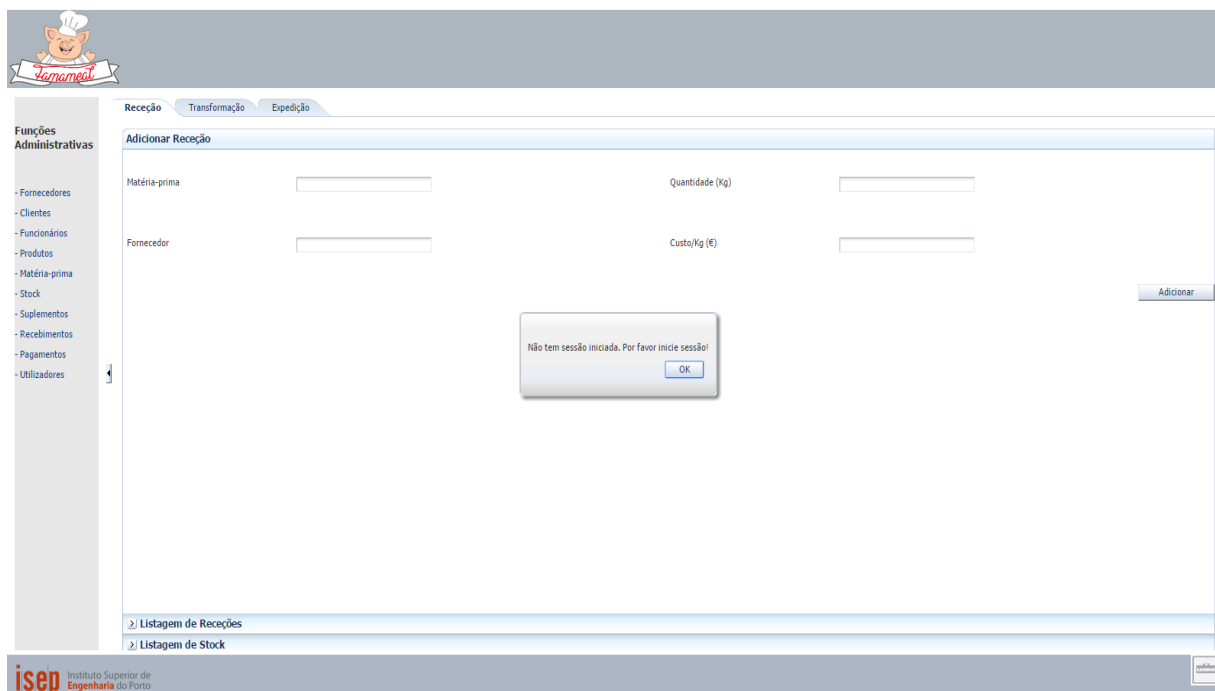 Famameat
Receção Transformação Expedição
Funções
Administrativas
- Fornecedores
- Clientes
- Funcionários
- Produtos
- Matéria-prima
- Stock
- Suplementos
- Recebimentos
- Pagamentos
- Utilizadores
Adicionar Receção
Matéria-prima Quantidade (Kg)
Fornecedor Custo/Kg (€)
Adicionar
Não tem sessão iniciada. Por favor inicie sessão!
OK
Listagem de Receções
Listagem de Stock
isep Instituto Superior de
Engenharia do Porto